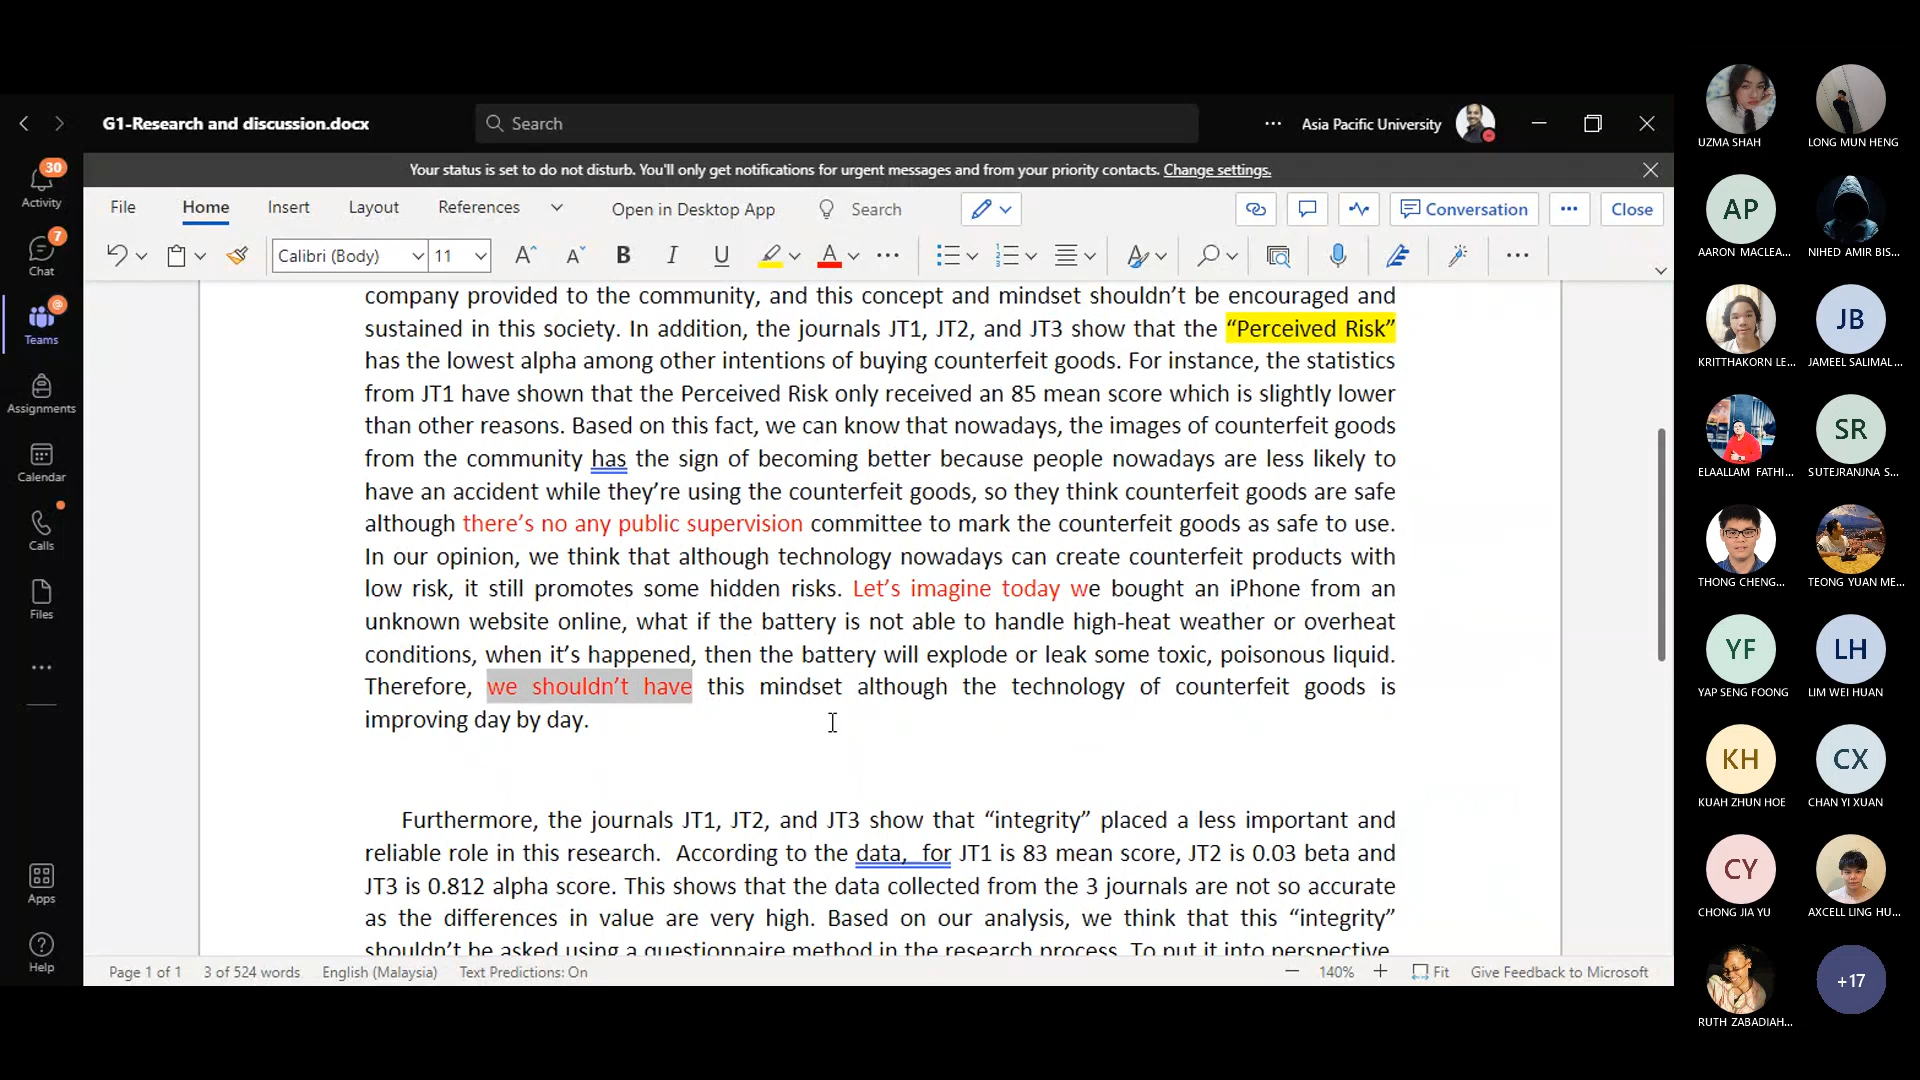 G1-Research and discussion.docx
Search
Asia Pacific University
Your status is set to do not disturb. You'll only get notifications for urgent messages and from your priority contacts. Change settings.
30
Activity
7
Chat
@
Teams
Assignments
Calendar
Calls
Files
Apps
Help
File
Home
Insert
Layout
References
Open in Desktop App
Search
Conversation
Close
Calibri (Body)
11
company provided to the community, and this concept and mindset shouldn’t be encouraged and
sustained in this society. In addition, the journals JT1, JT2, and JT3 show that the “Perceived Risk”
has the lowest alpha among other intentions of buying counterfeit goods. For instance, the statistics
from JT1 have shown that the Perceived Risk only received an 85 mean score which is slightly lower
than other reasons. Based on this fact, we can know that nowadays, the images of counterfeit goods
from the community has the sign of becoming better because people nowadays are less likely to
have an accident while they’re using the counterfeit goods, so they think counterfeit goods are safe
although there’s no any public supervision committee to mark the counterfeit goods as safe to use.
In our opinion, we think that although technology nowadays can create counterfeit products with
low risk, it still promotes some hidden risks. Let’s imagine today we bought an iPhone from an
unknown website online, what if the battery is not able to handle high-heat weather or overheat
conditions, when it’s happened, then the battery will explode or leak some toxic, poisonous liquid.
Therefore, we shouldn’t have this mindset although the technology of counterfeit goods is
improving day by day.
Furthermore, the journals JT1, JT2, and JT3 show that “integrity” placed a less important and
reliable role in this research. According to the data, for JT1 is 83 mean score, JT2 is 0.03 beta and
JT3 is 0.812 alpha score. This shows that the data collected from the 3 journals are not so accurate
as the differences in value are very high. Based on our analysis, we think that this “integrity”
shouldn’t be asked using a questionnaire method in the research process. To put it into perspective,
Page 1 of 1
3 of 524 words
English (Malaysia)
Text Predictions: On
140%
Fit
Give Feedback to Microsoft
UZMA SHAH
LONG MUN HENG
AP
AARON MACLEA...
NIHED AMIR BIS...
KRITTHAKORN LE...
JB
JAMEEL SALIMAL...
ELAALLAM FATHI...
SR
SUTEJRANJNA S...
THONG CHENG...
TEONG YUAN ME...
YF
YAP SENG FOONG
LH
LIM WEI HUAN
KH
KUAH ZHUN HOE
CX
CHAN YI XUAN
CY
CHONG JIA YU
AXCELL LING HU...
RUTH ZABADIAH...
+17